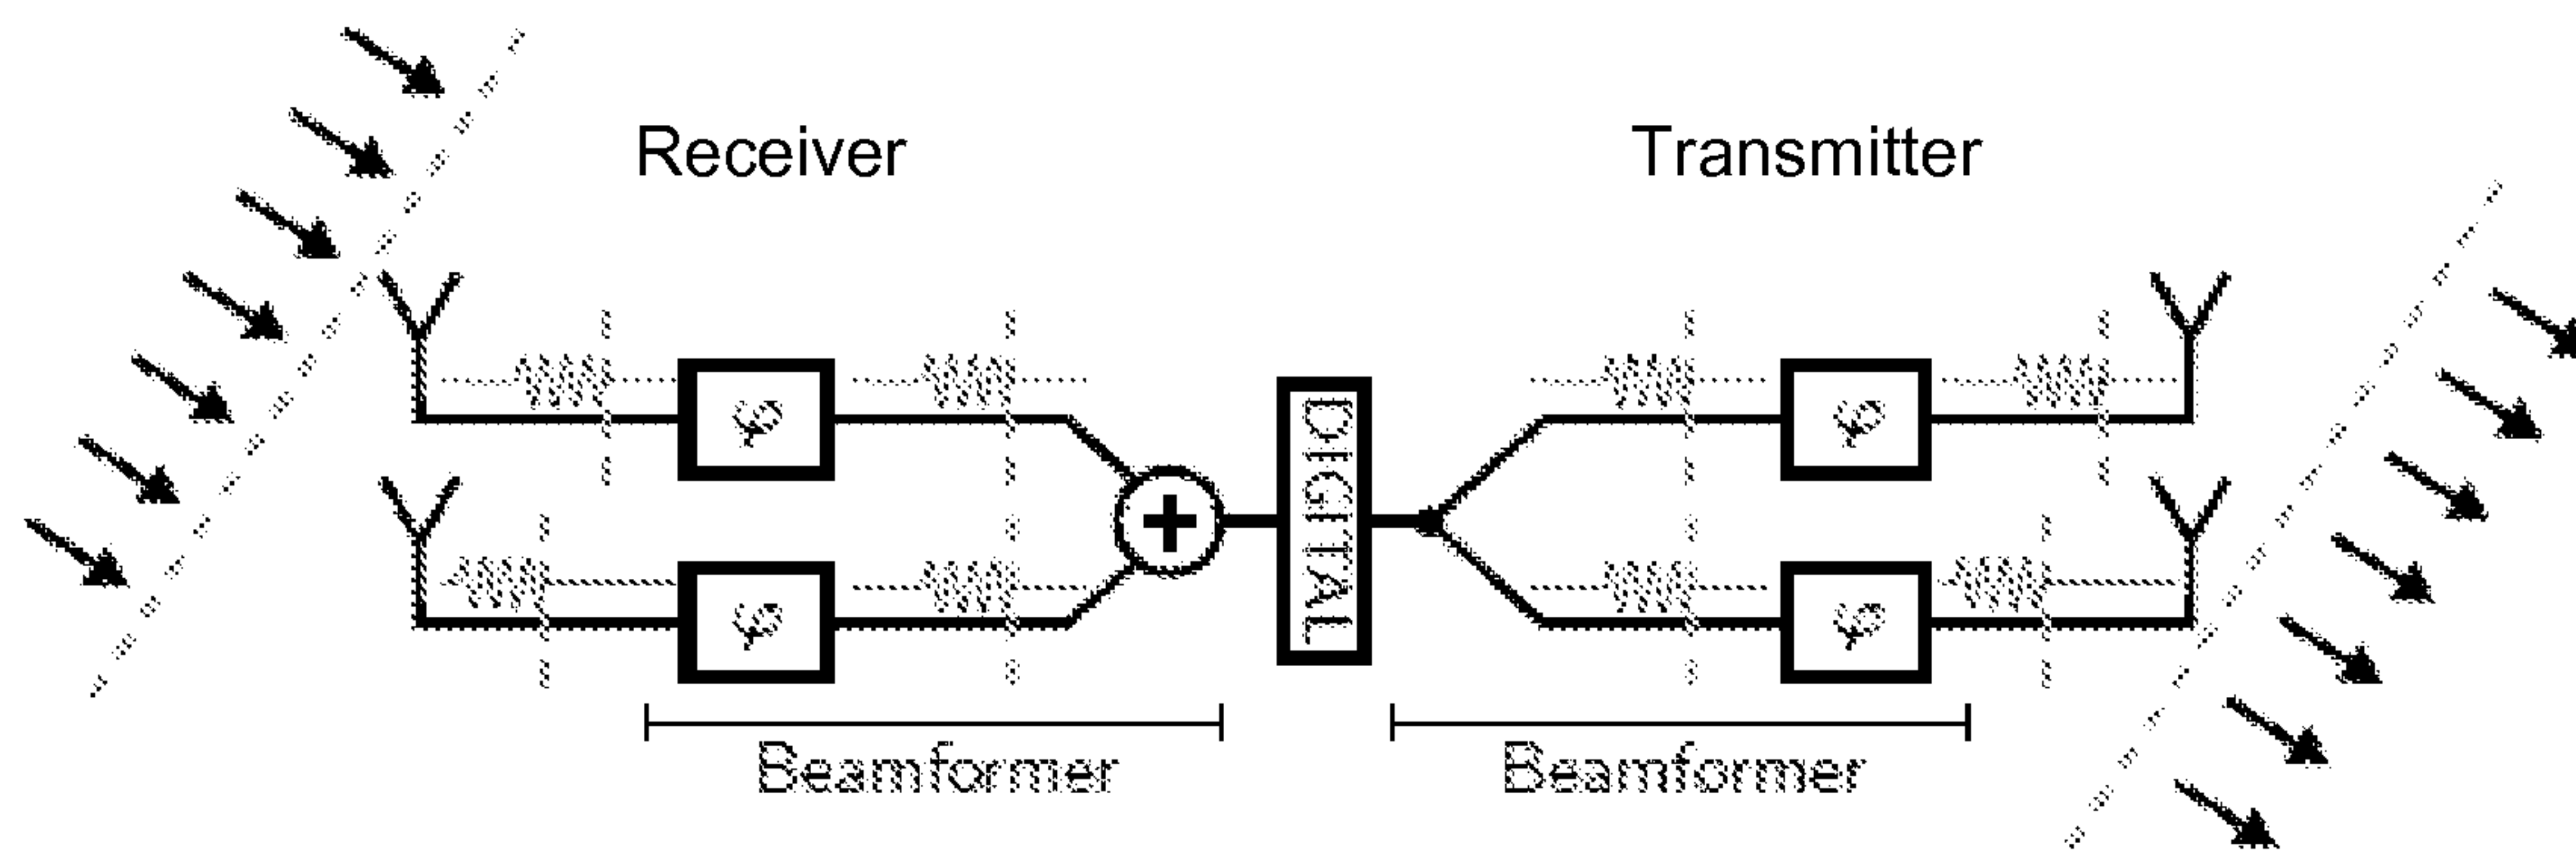 Receiver
Transmitter
φ
φ
+
DIGITAL
φ
φ
Beamformer
Beamformer